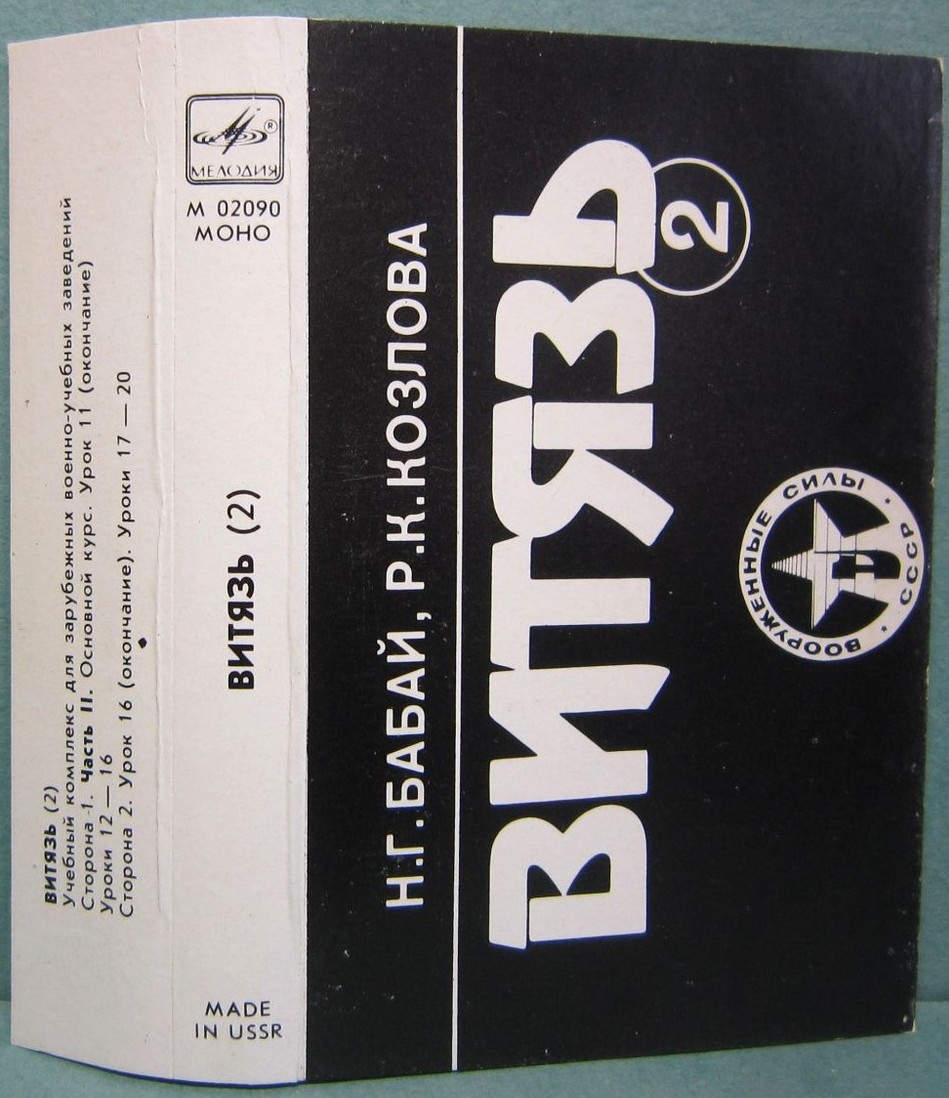 ВИТЯЗЬ (2)
Учебный комплекс для зарубежных военно-учебных заведений
Сторона 1. Часть II. Основной курс. Урок 11 (окончание)
Уроки 12 — 16
Сторона 2. Урок 16 (окончание). Уроки 17 — 20
МЕЛОДИЯ ®
М 02090
МОНО
ВИТЯЗЬ (2)
MADE
IN USSR
Н.Г.БАБАЙ, Р.К.КОЗЛОВА
ВИТЯЗЬ
2
ВООРУЖЕННЫЕ СИЛЫ • СССР •